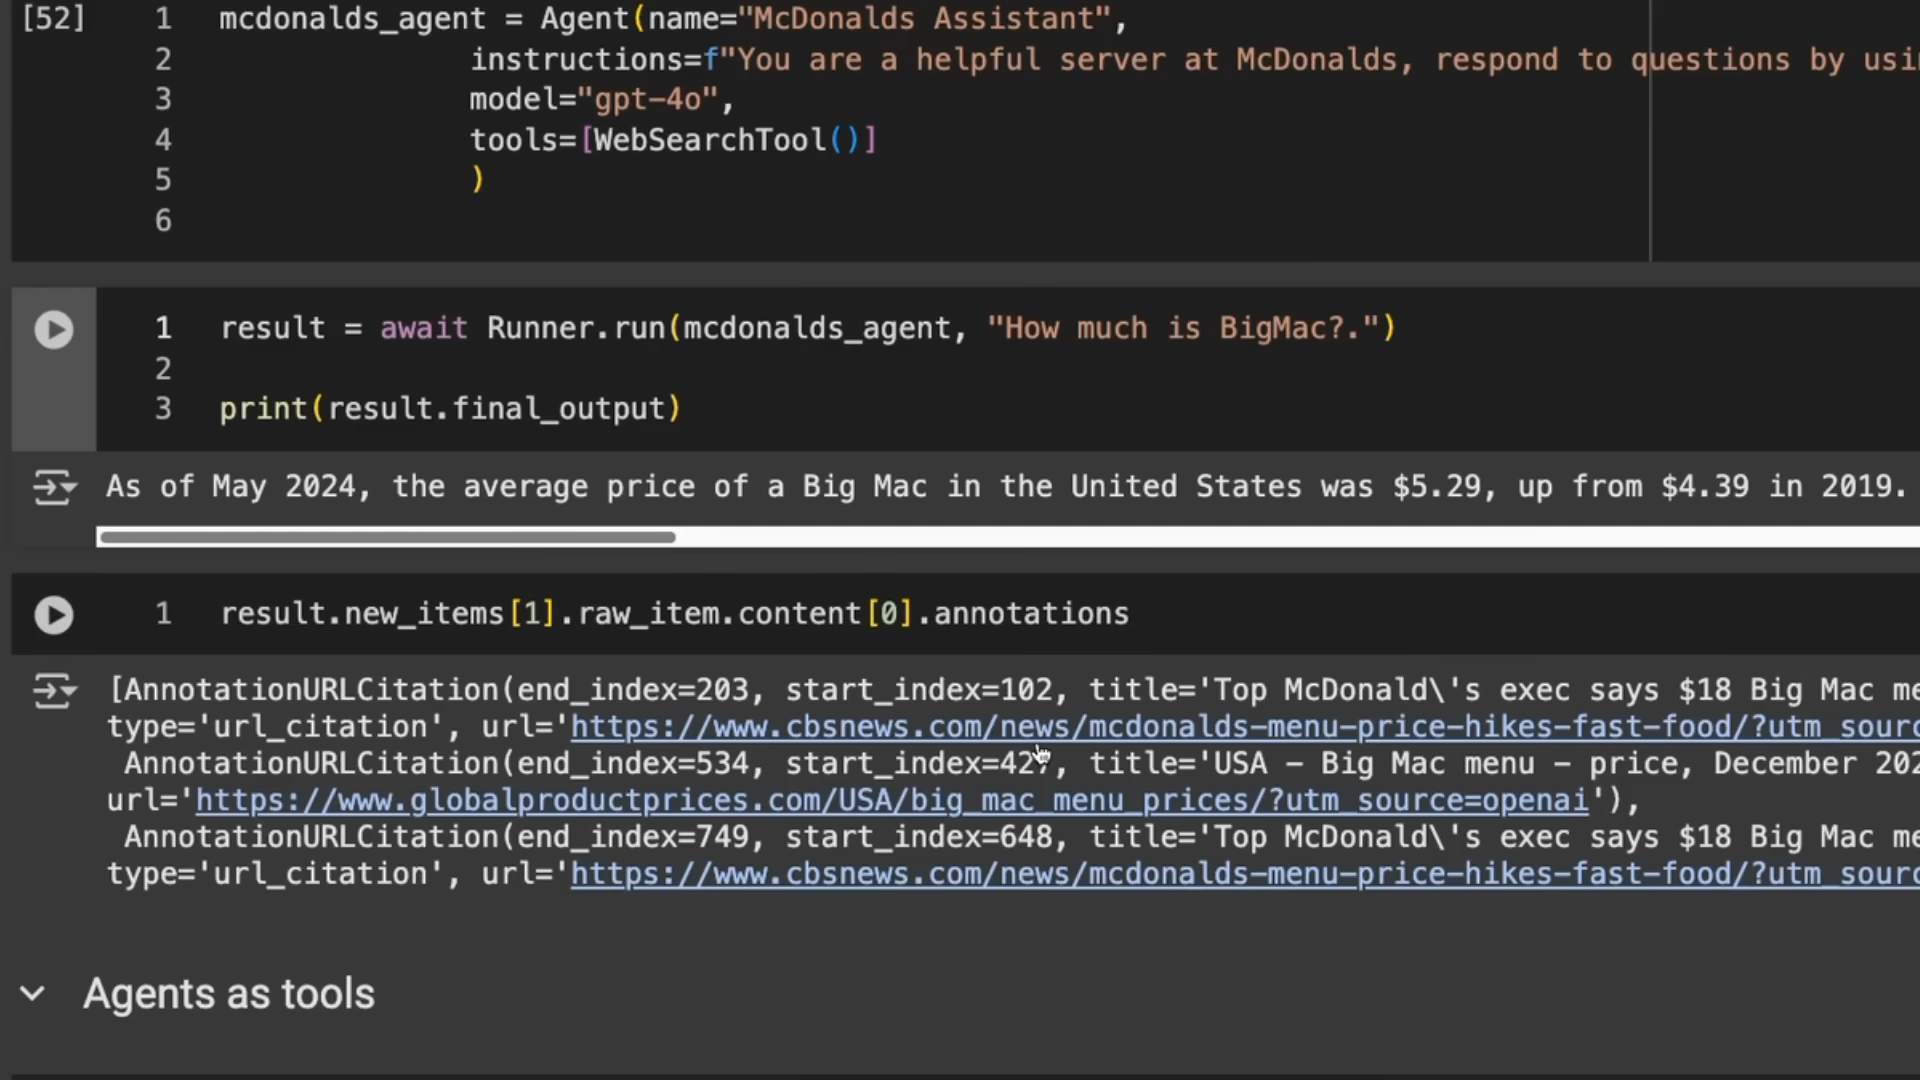 [52] 1 mcdonalds_agent = Agent(name="McDonalds Assistant",
2 instructions=f"You are a helpful server at McDonalds, respond to questions by usi
3 model="gpt-4o",
4 tools=[WebSearchTool()]
5 )
6
1 result = await Runner.run(mcdonalds_agent, "How much is BigMac?.")
2
3 print(result.final_output)
As of May 2024, the average price of a Big Mac in the United States was $5.29, up from $4.39 in 2019.
1 result.new_items[1].raw_item.content[0].annotations
[AnnotationURLCitation(end_index=203, start_index=102, title='Top McDonald\'s exec says $18 Big Mac me
type='url_citation', url='https://www.cbsnews.com/news/mcdonalds-menu-price-hikes-fast-food/?utm_sourc
AnnotationURLCitation(end_index=534, start_index=427, title='USA - Big Mac menu - price, December 202
url='https://www.globalproductprices.com/USA/big_mac_menu_prices/?utm_source=openai'),
AnnotationURLCitation(end_index=749, start_index=648, title='Top McDonald\'s exec says $18 Big Mac me
type='url_citation', url='https://www.cbsnews.com/news/mcdonalds-menu-price-hikes-fast-food/?utm_sourc
Agents as tools